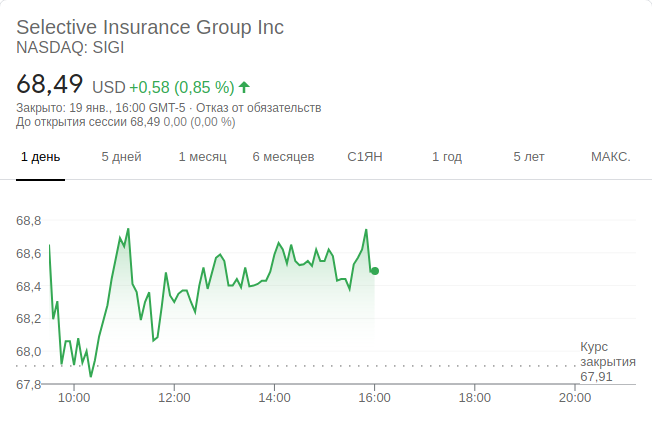 Selective Insurance Group Inc
NASDAQ: SIGI
68,49 USD +0,58 (0,85 %)
Закрыто: 19 янв., 16:00 GMT-5 · Отказ от обязательств
До открытия сессии 68,49 0,00 (0,00 %)
1 день 5 дней 1 месяц 6 месяцев С1ЯН 1 год 5 лет МАКС.
68,8
68,6
68,4
68,2
68,0
67,8
Курс
закрытия
67,91
10:00 12:00 14:00 16:00 18:00 20:00